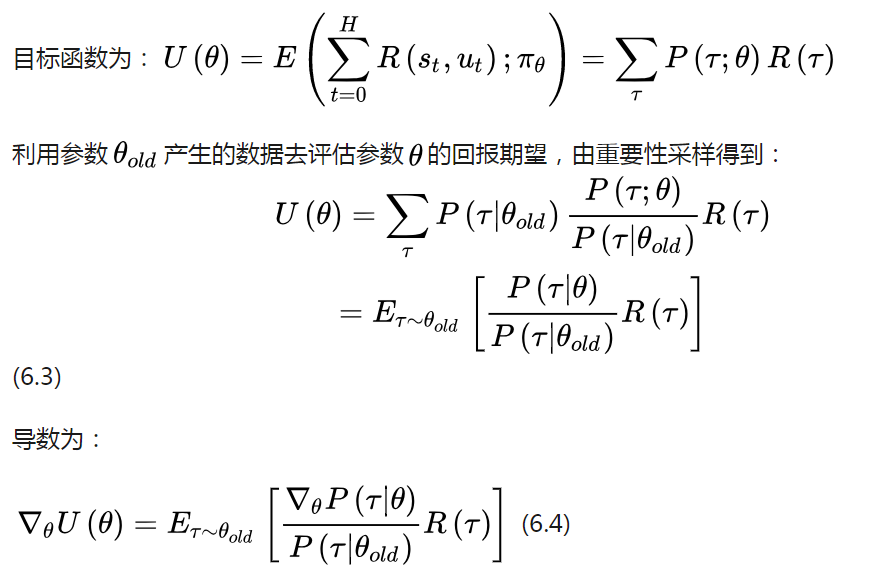 目标函数为： $U(\theta) = E\left(\sum_{t=0}^{H} R(s_t, u_t); \pi_\theta\right) = \sum_{\tau} P(\tau;\theta) R(\tau)$
利用参数 $\theta_{old}$ 产生的数据去评估参数 $\theta$ 的回报期望，由重要性采样得到：
$U(\theta) = \sum_{\tau} P(\tau|\theta_{old}) \frac{P(\tau;\theta)}{P(\tau|\theta_{old})} R(\tau)$
$= E_{\tau \sim \theta_{old}} \left[\frac{P(\tau|\theta)}{P(\tau|\theta_{old})} R(\tau)\right]$
(6.3)
导数为：
$\nabla_\theta U(\theta) = E_{\tau \sim \theta_{old}} \left[\frac{\nabla_\theta P(\tau|\theta)}{P(\tau|\theta_{old})} R(\tau)\right]$ (6.4)